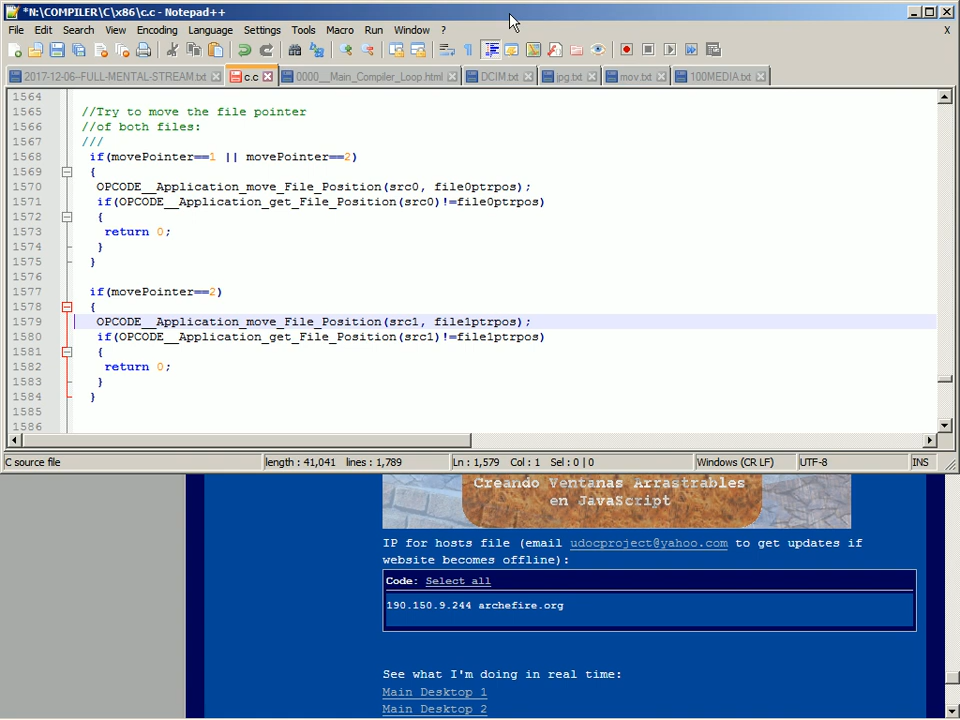 *N:\COMPILER\C\x86\c.c - Notepad++
File Edit Search View Encoding Language Settings Tools Macro Run Window ? X
2017-12-06--FULL-MENTAL-STREAM.txt c.c 0000__Main_Compiler_Loop.html DCIM.txt jpg.txt mov.txt 100MEDIA.txt
1564
1565 //Try to move the file pointer
1566 //of both files:
1567 ///
1568 if(movePointer==1 || movePointer==2)
1569 {
1570 OPCODE__Application_move_File_Position(src0, file0ptrpos);
1571 if(OPCODE__Application_get_File_Position(src0)!=file0ptrpos)
1572 {
1573 return 0;
1574 }
1575 }
1576
1577 if(movePointer==2)
1578 {
1579 OPCODE__Application_move_File_Position(src1, file1ptrpos);
1580 if(OPCODE__Application_get_File_Position(src1)!=file1ptrpos)
1581 {
1582 return 0;
1583 }
1584 }
1585
1586
C source file length : 41,041 lines : 1,789 Ln : 1,579 Col : 1 Sel : 0 | 0 Windows (CR LF) UTF-8 INS
Creando Ventanas Arrastrables
en JavaScript
IP for hosts file (email udocproject@yahoo.com to get updates if
website becomes offline):
Code: Select all
190.150.9.244 archefire.org
See what I'm doing in real time:
Main Desktop 1
Main Desktop 2